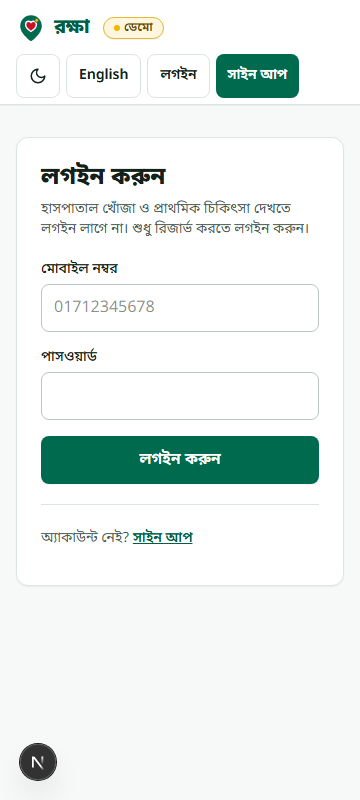 রক্ষা
ডেমো
English
লগইন
সাইন আপ
লগইন করুন
হাসপাতাল খোঁজা ও প্রাথমিক চিকিৎসা দেখতে
লগইন লাগে না। শুধু রিজার্ভ করতে লগইন করুন।
মোবাইল নম্বর
01712345678
পাসওয়ার্ড
লগইন করুন
অ্যাকাউন্ট নেই? সাইন আপ
N